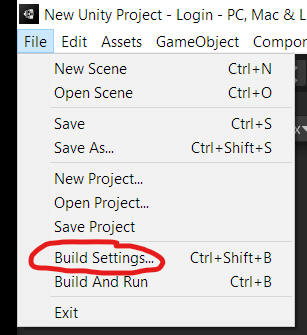 New Unity Project - Login - PC, Mac & L
File Edit Assets GameObject Compon
New Scene Ctrl+N
Open Scene Ctrl+O
Save Ctrl+S
Save As... Ctrl+Shift+S
New Project...
Open Project...
Save Project
Build Settings... Ctrl+Shift+B
Build And Run Ctrl+B
Exit